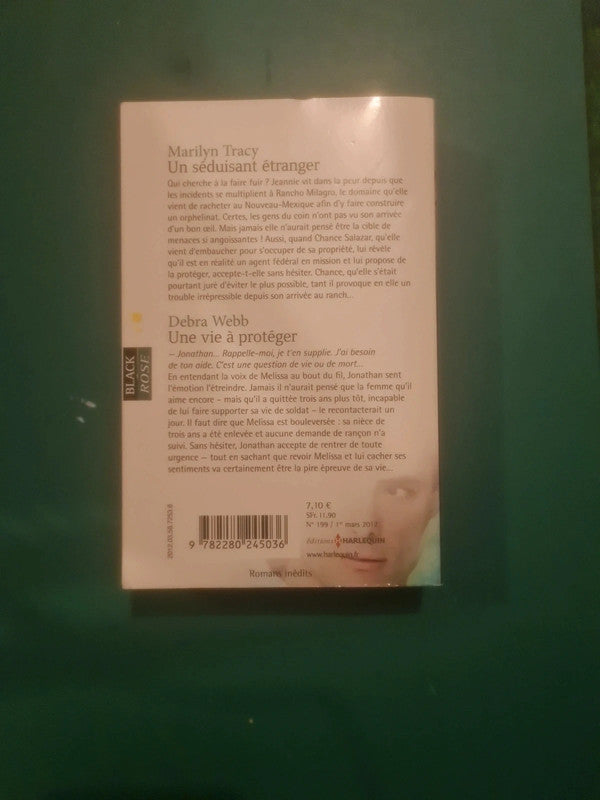 Marilyn Tracy
Un séduisant étranger
Qui cherche à la faire fuir ? Jeannie vit dans la peur depuis que
les incidents se multiplient à Rancho Milagro, le domaine qu'elle
vient de racheter au Nouveau-Mexique afin d'y faire construire
un orphelinat. Certes, les gens du coin n'ont pas vu son arrivée
d'un bon œil. Mais jamais elle n'aurait pensé être la cible de
menaces si angoissantes ! Aussi, quand Chance Salazar, qu'elle
vient d'embaucher pour s'occuper de sa propriété, lui révèle
qu'il est en réalité un agent fédéral en mission et lui propose de
la protéger, accepte-t-elle sans hésiter. Chance, qu'elle s'était
pourtant juré d'éviter le plus possible, tant il provoque en elle un
trouble irrépressible depuis son arrivée au ranch...
Debra Webb
Une vie à protéger
– Jonathan... Rappelle-moi, je t'en supplie. J'ai besoin
de ton aide. C'est une question de vie ou de mort...
En entendant la voix de Melissa au bout du fil, Jonathan sent
l'émotion l'étreindre. Jamais il n'aurait pensé que la femme qu'il
aime encore – mais qu'il a quittée trois ans plus tôt, incapable
de lui faire supporter sa vie de soldat – le recontacterait un
jour. Il faut dire que Melissa est bouleversée : sa nièce de
trois ans a été enlevée et aucune demande de rançon n'a
suivi. Sans hésiter, Jonathan accepte de rentrer de toute
urgence – tout en sachant que revoir Melissa et lui cacher ses
sentiments va certainement être la pire épreuve de sa vie...
BLACK
ROSE
2012.03.58.7253.6
9 782280 245036
7,10 €
SFr. 11.90
N° 199 / 1er mars 2012
éditions HARLEQUIN
www.harlequin.fr
Romans inédits